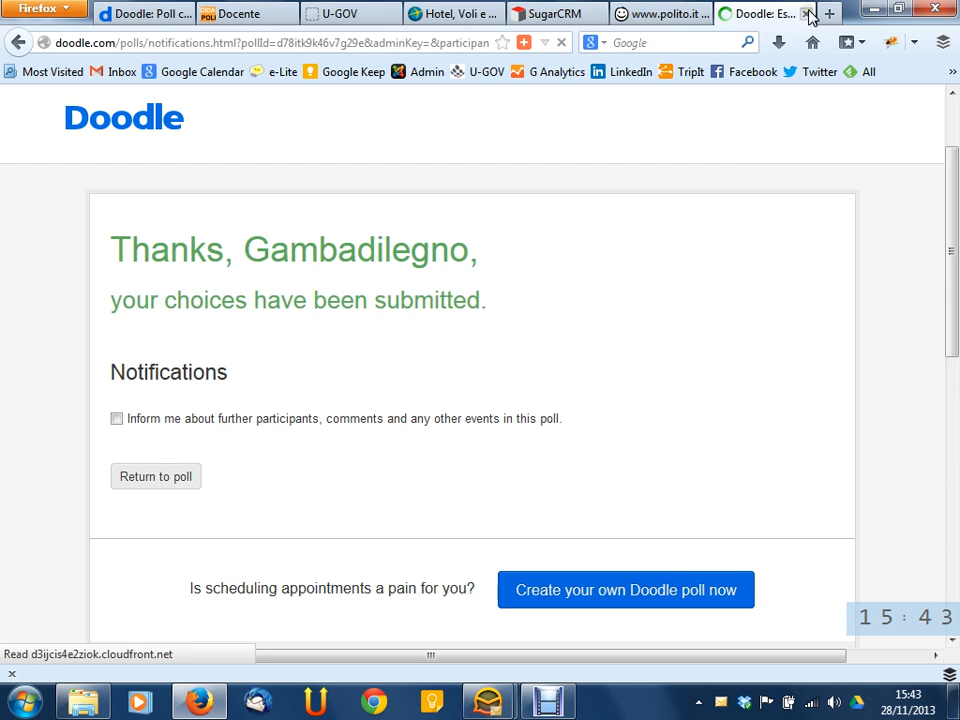 Firefox
Doodle: Poll c...
Docente
U-GOV
Hotel, Voli e ...
SugarCRM
www.polito.it ...
Doodle: Es...
doodle.com/polls/notifications.html?pollId=d78itk9k46v7g29e&adminKey=&participan
Google
Most Visited
Inbox
Google Calendar
e-Lite
Google Keep
Admin
U-GOV
G Analytics
LinkedIn
TripIt
Facebook
Twitter
All
Doodle
Thanks, Gambadilegno,
your choices have been submitted.
Notifications
Inform me about further participants, comments and any other events in this poll.
Return to poll
Is scheduling appointments a pain for you?
Create your own Doodle poll now
15:43
Read d3ijcis4e2ziok.cloudfront.net
15:43
28/11/2013